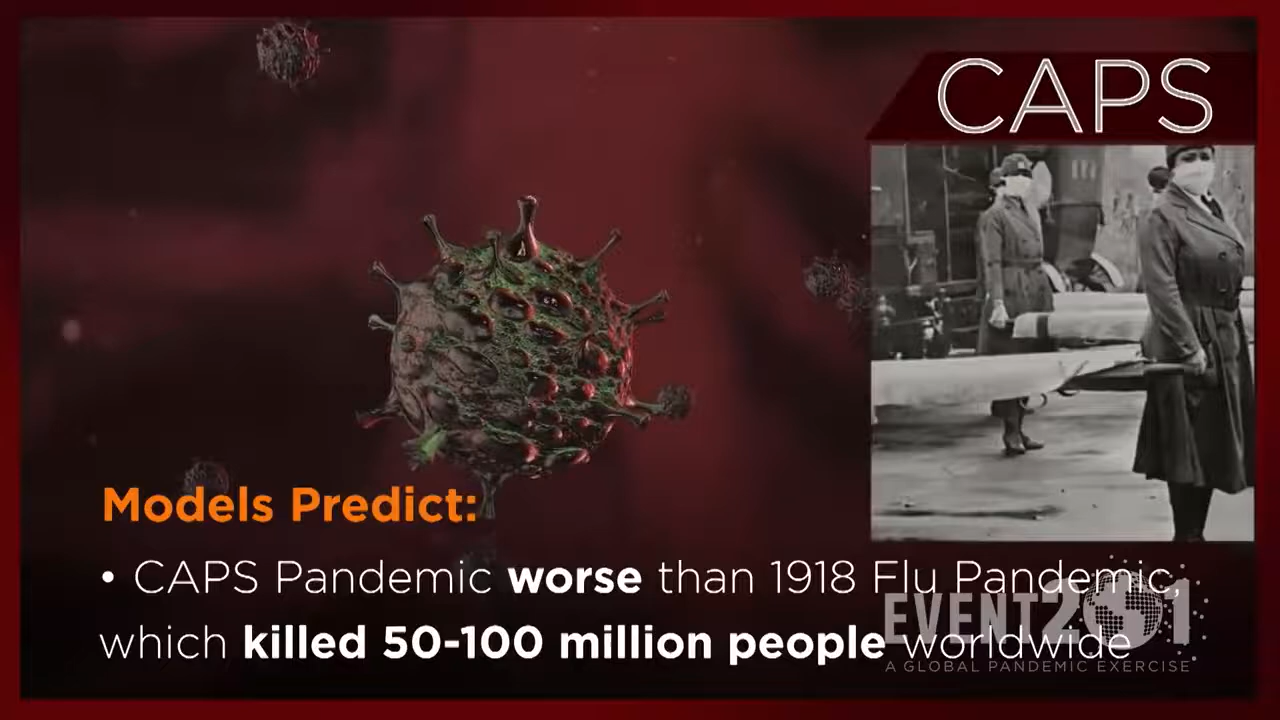 CAPS
Models Predict:
• CAPS Pandemic worse than 1918 Flu Pandemic,
which killed 50-100 million people worldwide
EVENT201
A GLOBAL PANDEMIC EXERCISE